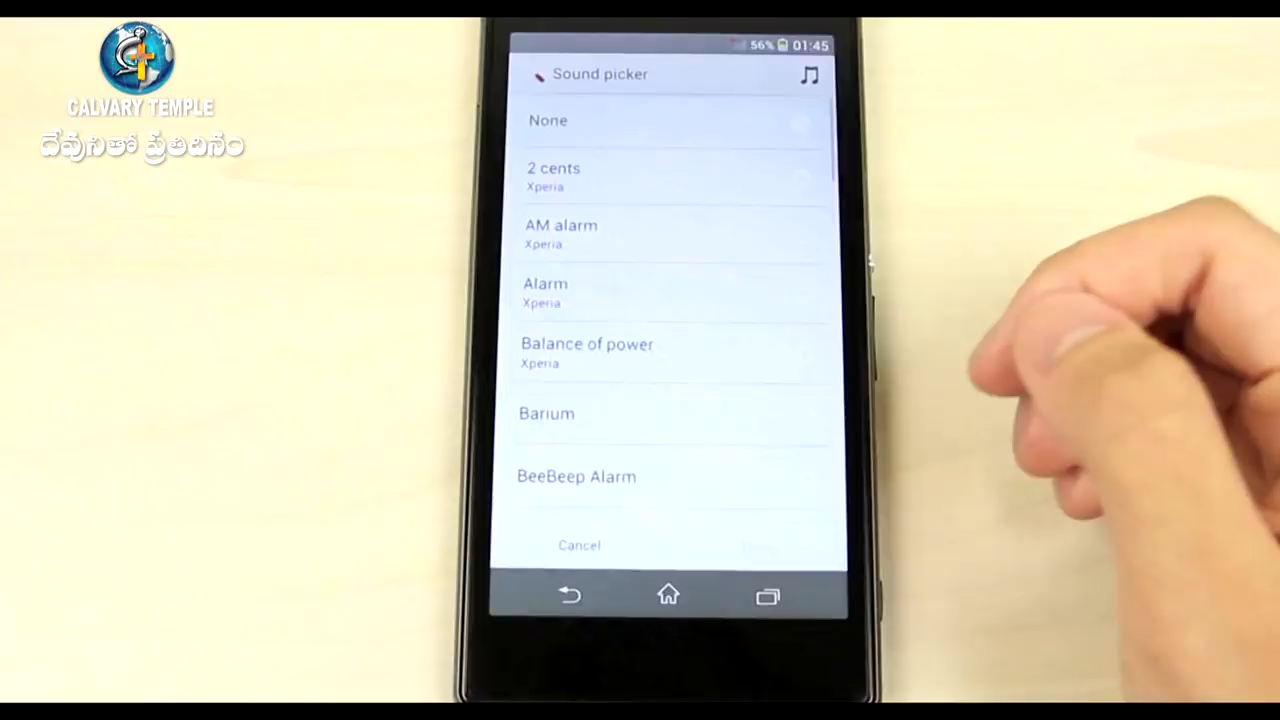 CALVARY TEMPLE
దేవునితో ప్రతిదినం
56% 01:45
Sound picker
None
2 cents
Xperia
AM alarm
Xperia
Alarm
Xperia
Balance of power
Xperia
Barium
BeeBeep Alarm
Cancel